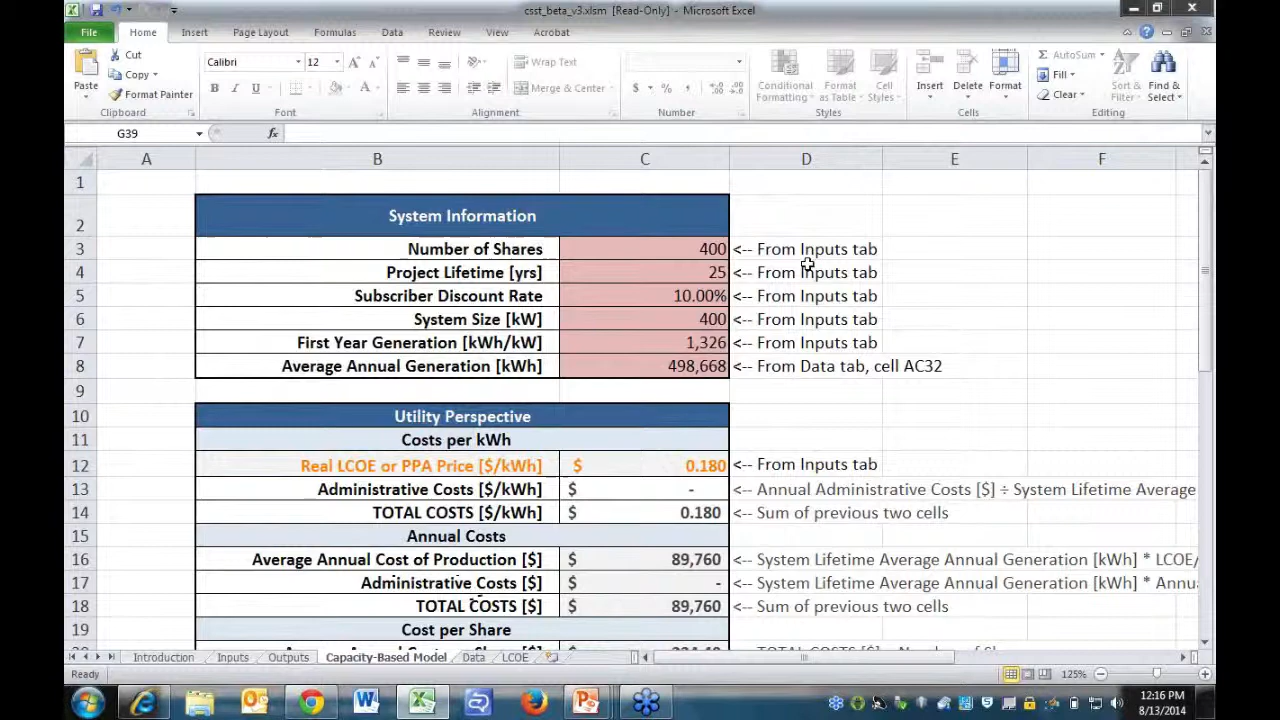 csst_beta_v3.xlsm [Read-Only] - Microsoft Excel
File Home Insert Page Layout Formulas Data Review View Acrobat
Paste Cut Copy Format Painter Clipboard
Calibri 12 A A B I U A Font
Wrap Text Merge & Center Alignment
$ % , Number
Conditional Formatting Format as Table Cell Styles Styles
Insert Delete Format Cells
AutoSum Fill Clear Sort & Filter Find & Select Editing
G39 fx
A B C D E F
1
2 System Information
3 Number of Shares 400 <-- From Inputs tab
4 Project Lifetime [yrs] 25 <-- From Inputs tab
5 Subscriber Discount Rate 10.00% <-- From Inputs tab
6 System Size [kW] 400 <-- From Inputs tab
7 First Year Generation [kWh/kW] 1,326 <-- From Inputs tab
8 Average Annual Generation [kWh] 498,668 <-- From Data tab, cell AC32
9
10 Utility Perspective
11 Costs per kWh
12 Real LCOE or PPA Price [$/kWh] $ 0.180 <-- From Inputs tab
13 Administrative Costs [$/kWh] $ - <-- Annual Administrative Costs [$] ÷ System Lifetime Average
14 TOTAL COSTS [$/kWh] $ 0.180 <-- Sum of previous two cells
15 Annual Costs
16 Average Annual Cost of Production [$] $ 89,760 <-- System Lifetime Average Annual Generation [kWh] * LCOE/
17 Administrative Costs [$] $ - <-- System Lifetime Average Annual Generation [kWh] * Annua
18 TOTAL COSTS [$] $ 89,760 <-- Sum of previous two cells
19 Cost per Share
Introduction Inputs Outputs Capacity-Based Model Data LCOE
Ready 125%
12:16 PM
8/13/2014